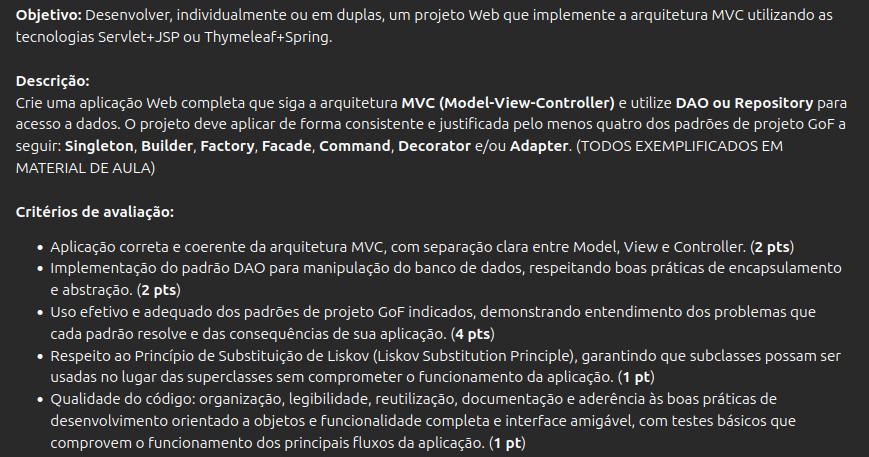 Objetivo: Desenvolver, individualmente ou em duplas, um projeto Web que implemente a arquitetura MVC utilizando as
tecnologias Servlet+JSP ou Thymeleaf+Spring.
Descrição:
Crie uma aplicação Web completa que siga a arquitetura MVC (Model-View-Controller) e utilize DAO ou Repository para
acesso a dados. O projeto deve aplicar de forma consistente e justificada pelo menos quatro dos padrões de projeto GoF a
seguir: Singleton, Builder, Factory, Facade, Command, Decorator e/ou Adapter. (TODOS EXEMPLIFICADOS EM
MATERIAL DE AULA)
Critérios de avaliação:
• Aplicação correta e coerente da arquitetura MVC, com separação clara entre Model, View e Controller. (2 pts)
• Implementação do padrão DAO para manipulação do banco de dados, respeitando boas práticas de encapsulamento
e abstração. (2 pts)
• Uso efetivo e adequado dos padrões de projeto GoF indicados, demonstrando entendimento dos problemas que
cada padrão resolve e das consequências de sua aplicação. (4 pts)
• Respeito ao Princípio de Substituição de Liskov (Liskov Substitution Principle), garantindo que subclasses possam ser
usadas no lugar das superclasses sem comprometer o funcionamento da aplicação. (1 pt)
• Qualidade do código: organização, legibilidade, reutilização, documentação e aderência às boas práticas de
desenvolvimento orientado a objetos e funcionalidade completa e interface amigável, com testes básicos que
comprovem o funcionamento dos principais fluxos da aplicação. (1 pt)